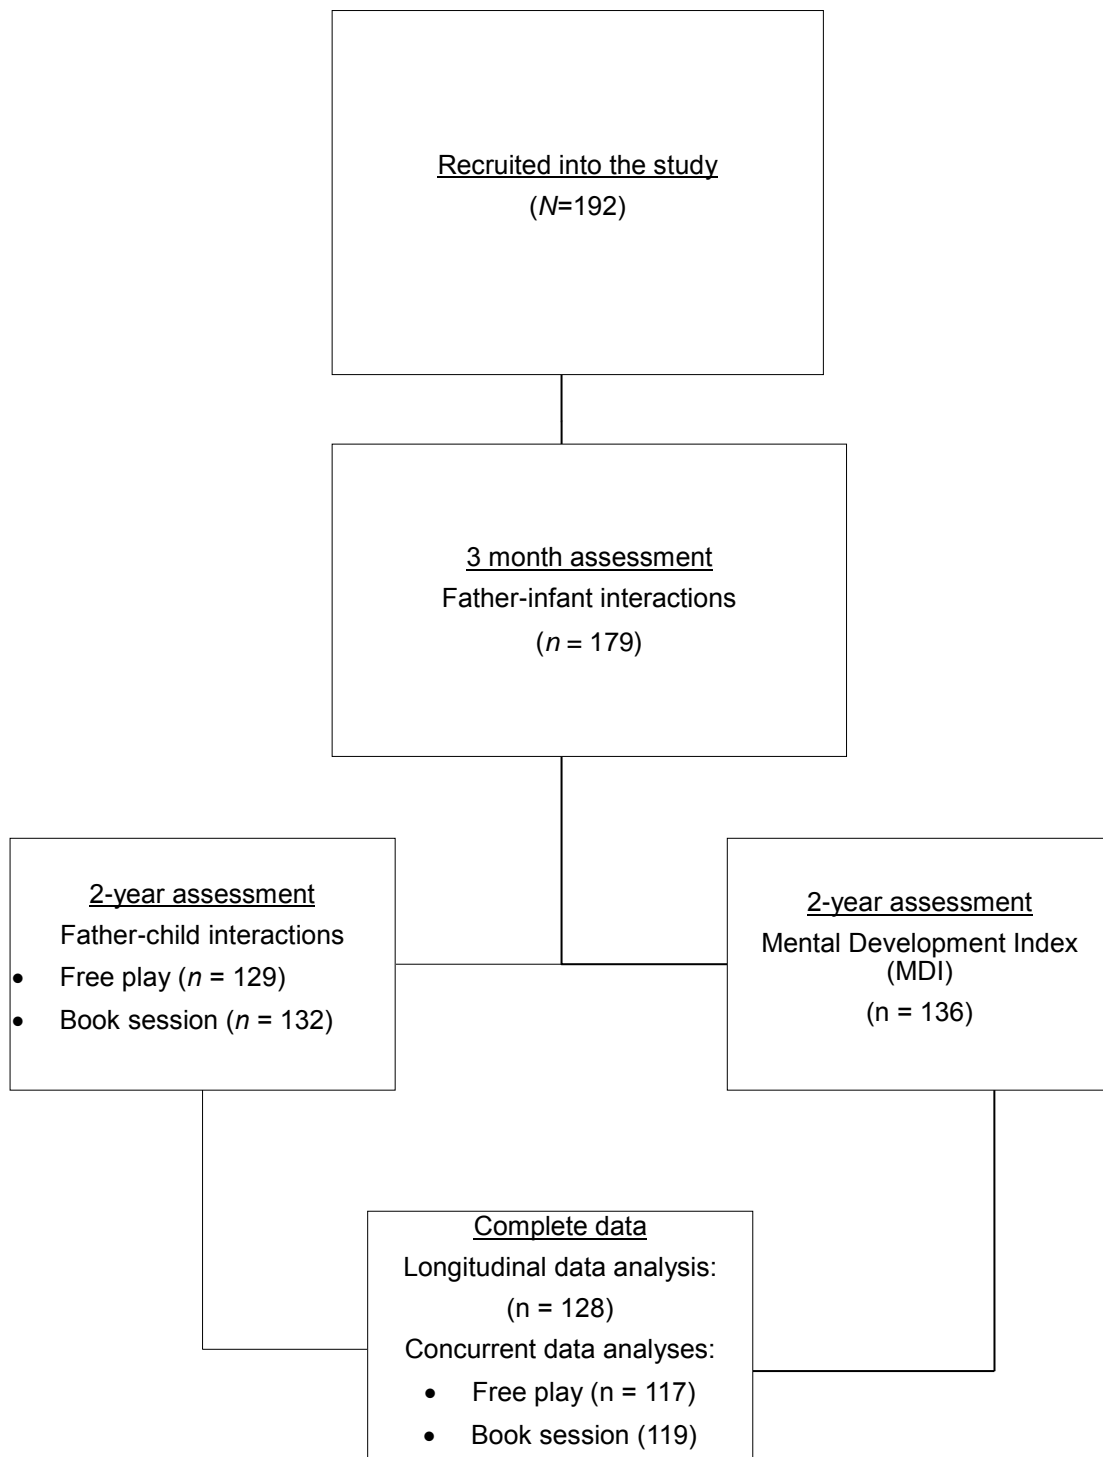 Recruited into the study
(N=192)
3 month assessment
Father-infant interactions
(n = 179)
2-year assessment
Father-child interactions
• Free play (n = 129)
• Book session (n = 132)
2-year assessment
Mental Development Index
(MDI)
(n = 136)
Complete data
Longitudinal data analysis:
(n = 128)
Concurrent data analyses:
• Free play (n = 117)
• Book session (119)